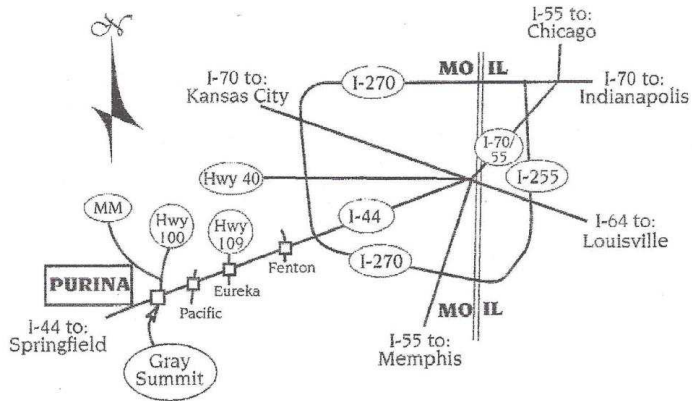 N
I-55 to:
Chicago
MO IL
I-70 to:
Kansas City
I-270
I-70 to:
Indianapolis
I-70/
55
Hwy 40
I-255
MM
Hwy
100
Hwy
109
I-44
I-64 to:
Louisville
Fenton
I-270
PURINA
Eureka
Pacific
MO IL
I-44 to:
Springfield
I-55 to:
Memphis
Gray
Summit